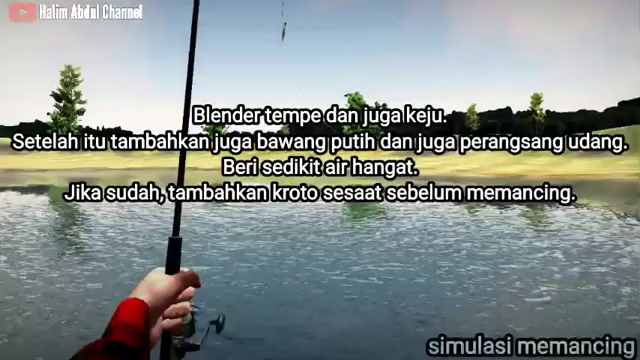 Halim Abdul Channel
Blender tempe dan juga keju.
Setelah itu tambahkan juga bawang putih dan juga perangsang udang.
Beri sedikit air hangat.
Jika sudah, tambahkan kroto sesaat sebelum memancing.
simulasi memancing